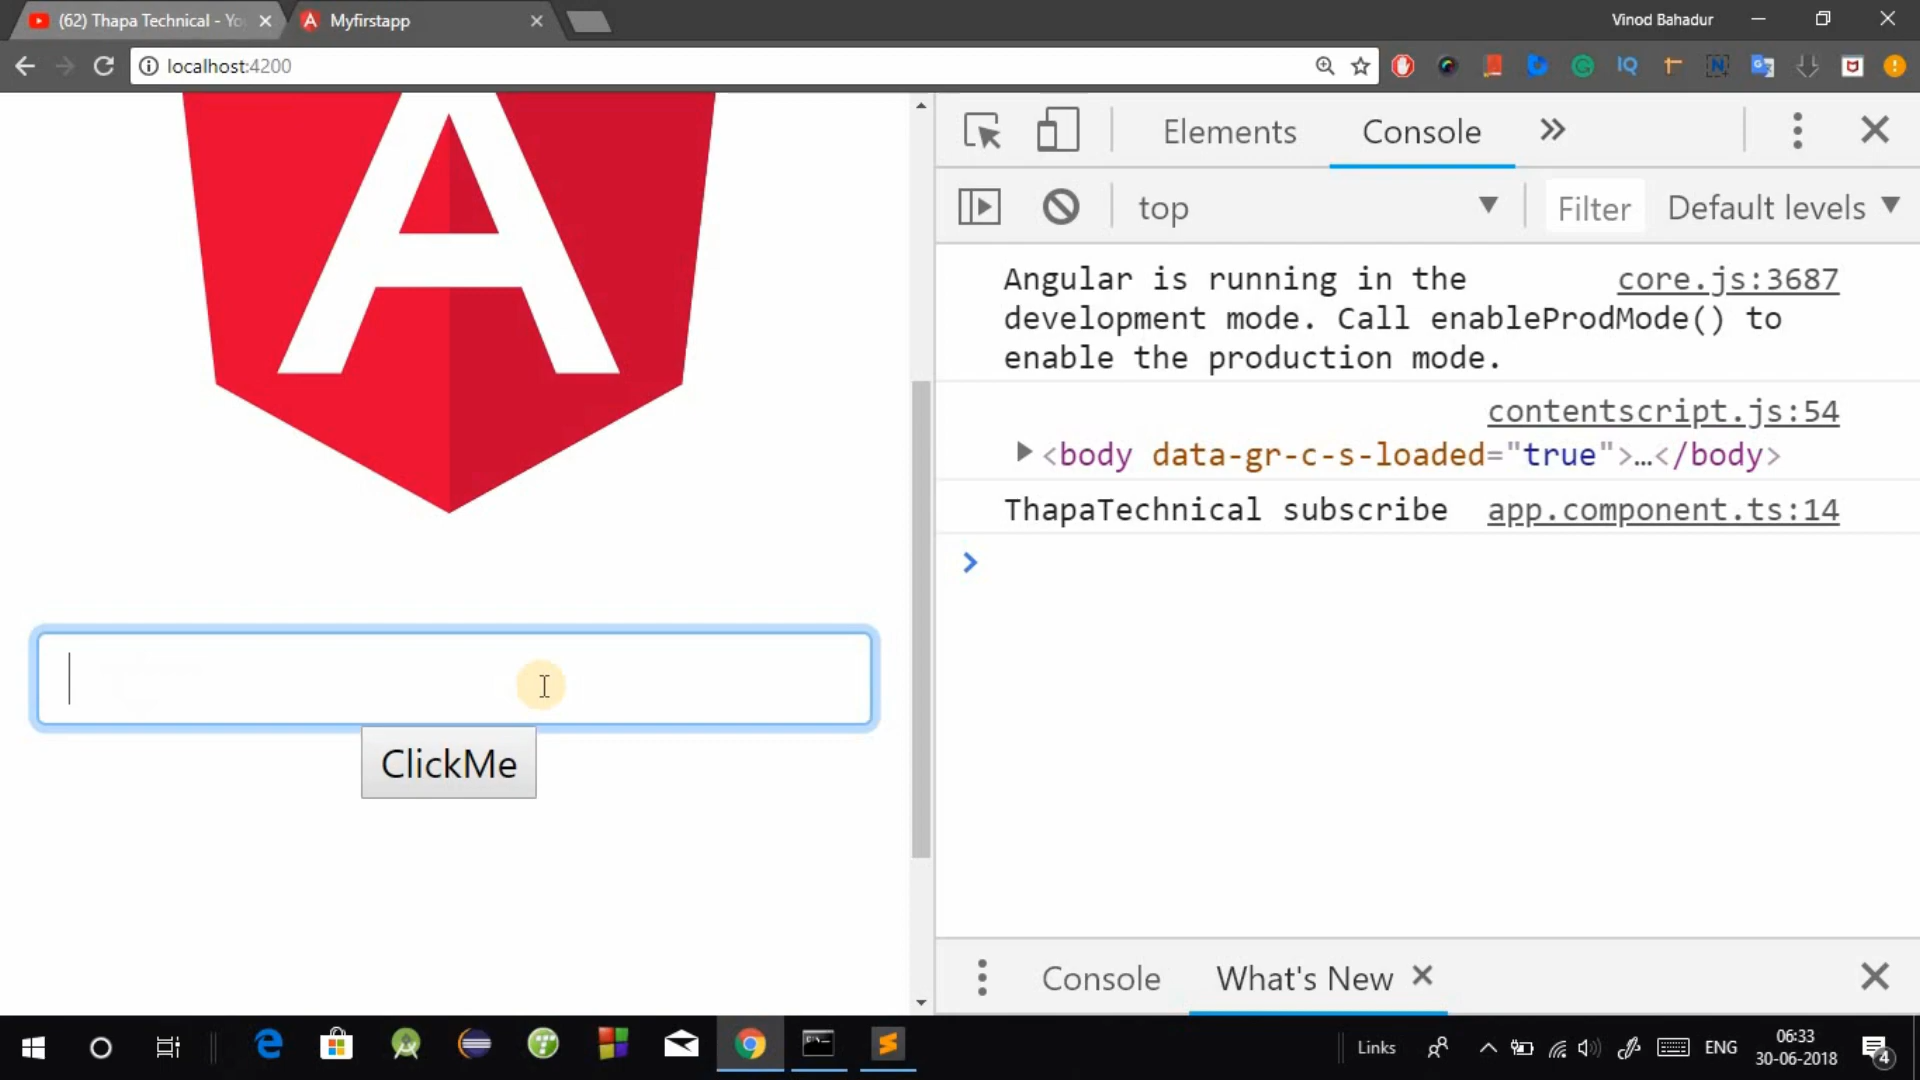 (62) Thapa Technical - Yo
Myfirstapp
Vinod Bahadur
localhost:4200
IQ
Elements
Console
top
Filter
Default levels
Angular is running in the core.js:3687
development mode. Call enableProdMode() to
enable the production mode.
contentscript.js:54
<body data-gr-c-s-loaded="true">…</body>
ThapaTechnical subscribe app.component.ts:14
ClickMe
Console
What's New
Links
ENG
06:33
30-06-2018
4